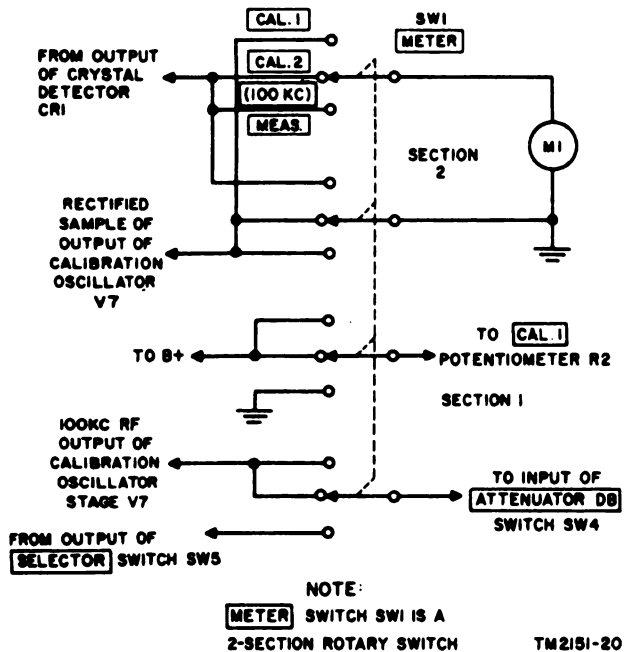 CAL. 1
SW1
METER
FROM OUTPUT
OF CRYSTAL
DETECTOR
CR1
CAL. 2
(100 KC)
MEAS.
M1
SECTION
2
RECTIFIED
SAMPLE OF
OUTPUT OF
CALIBRATION
OSCILLATOR
V7
TO B+
TO CAL. 1
POTENTIOMETER R2
SECTION 1
100KC RF
OUTPUT OF
CALIBRATION
OSCILLATOR
STAGE V7
TO INPUT OF
ATTENUATOR DB
SWITCH SW4
FROM OUTPUT OF
SELECTOR SWITCH SW5
NOTE:
METER SWITCH SW1 IS A
2-SECTION ROTARY SWITCH
TM2151-20